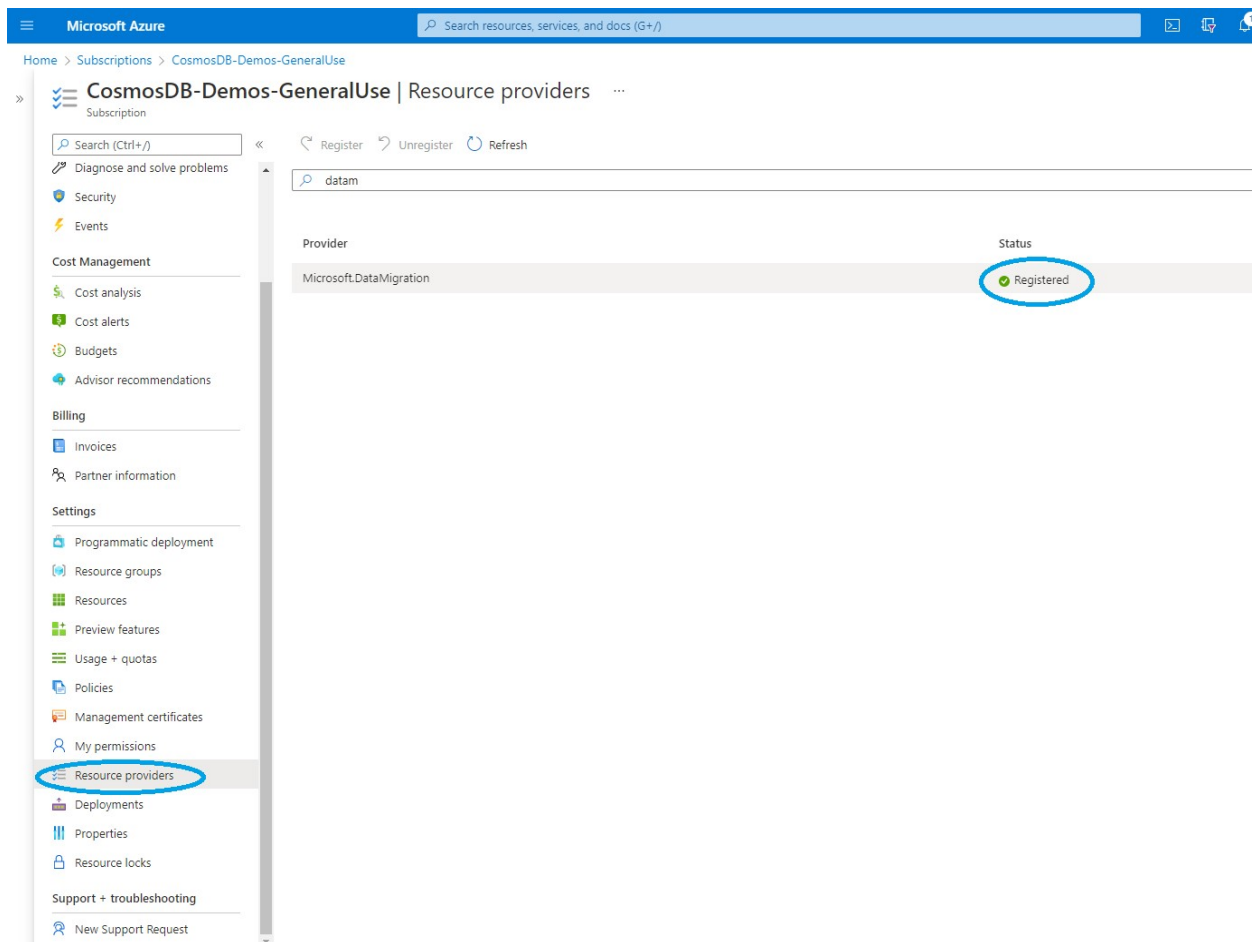 Microsoft Azure
Search resources, services, and docs (G+/)
Home > Subscriptions > CosmosDB-Demos-GeneralUse
CosmosDB-Demos-GeneralUse | Resource providers ...
Subscription
Search (Ctrl+/)
Register Unregister Refresh
Diagnose and solve problems
datam
Security
Events
Provider Status
Cost Management
Microsoft.DataMigration Registered
Cost analysis
Cost alerts
Budgets
Advisor recommendations
Billing
Invoices
Partner information
Settings
Programmatic deployment
Resource groups
Resources
Preview features
Usage + quotas
Policies
Management certificates
My permissions
Resource providers
Deployments
Properties
Resource locks
Support + troubleshooting
New Support Request